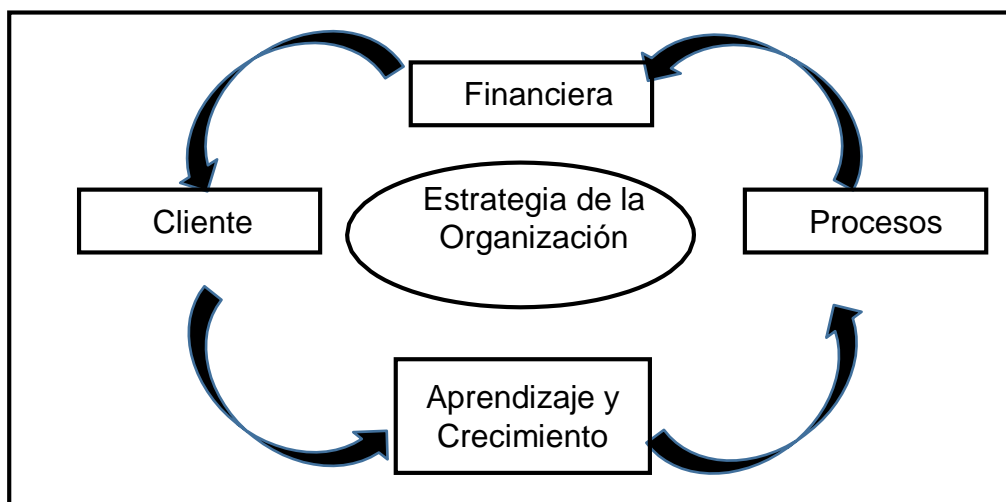 Financiera
Cliente
Estrategia de la
Organización
Procesos
Aprendizaje y
Crecimiento